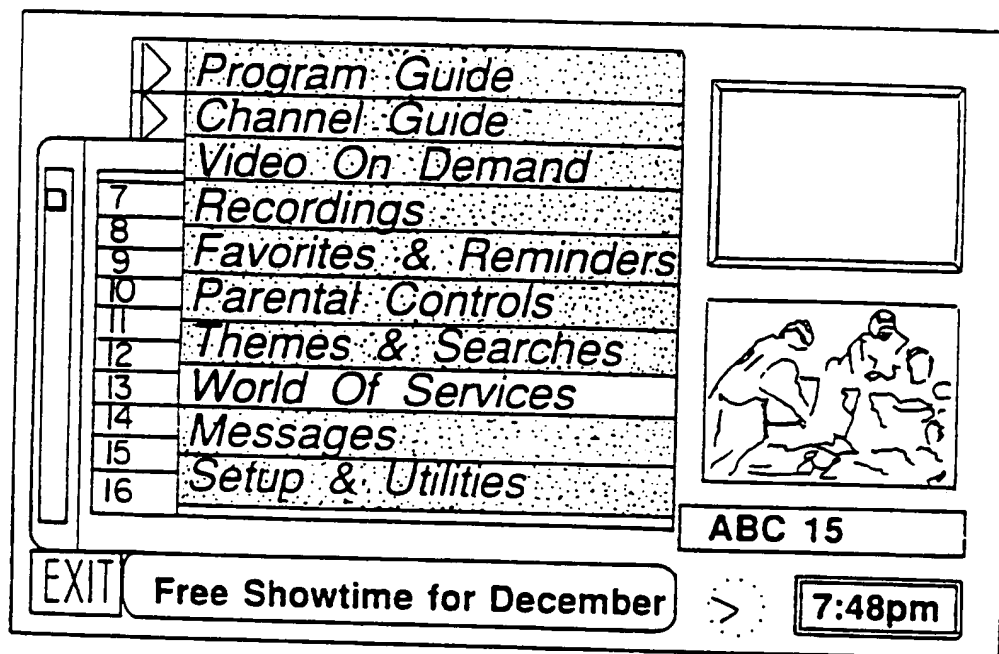 Program Guide
Channel Guide
Video On Demand
7
Recordings
8
Favorites & Reminders
9
10
Parental Controls
11
Themes & Searches
12
13
World Of Services
14
Messages
15
Setup & Utilities
16
ABC 15
EXIT
Free Showtime for December
7:48pm